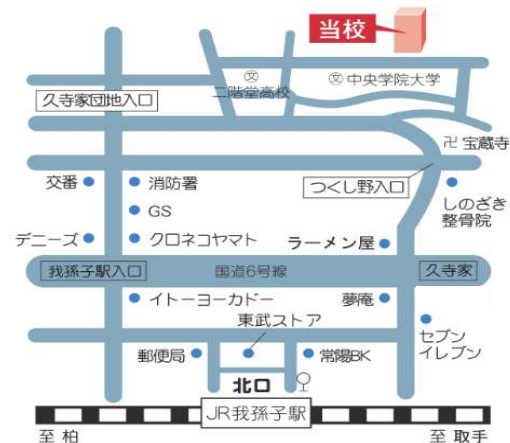 当校
文
二階堂高校
文 中央学院大学
久寺家団地入口
卍 宝蔵寺
交番
消防署
つくし野入口
しのざき
整骨院
GS
デニーズ
クロネコヤマト
ラーメン屋
我孫子駅入口
国道6号線
久寺家
イトーヨーカドー
夢庵
東武ストア
セブン
イレブン
郵便局
常陽BK
北口
JR我孫子駅
至 柏
至 取手